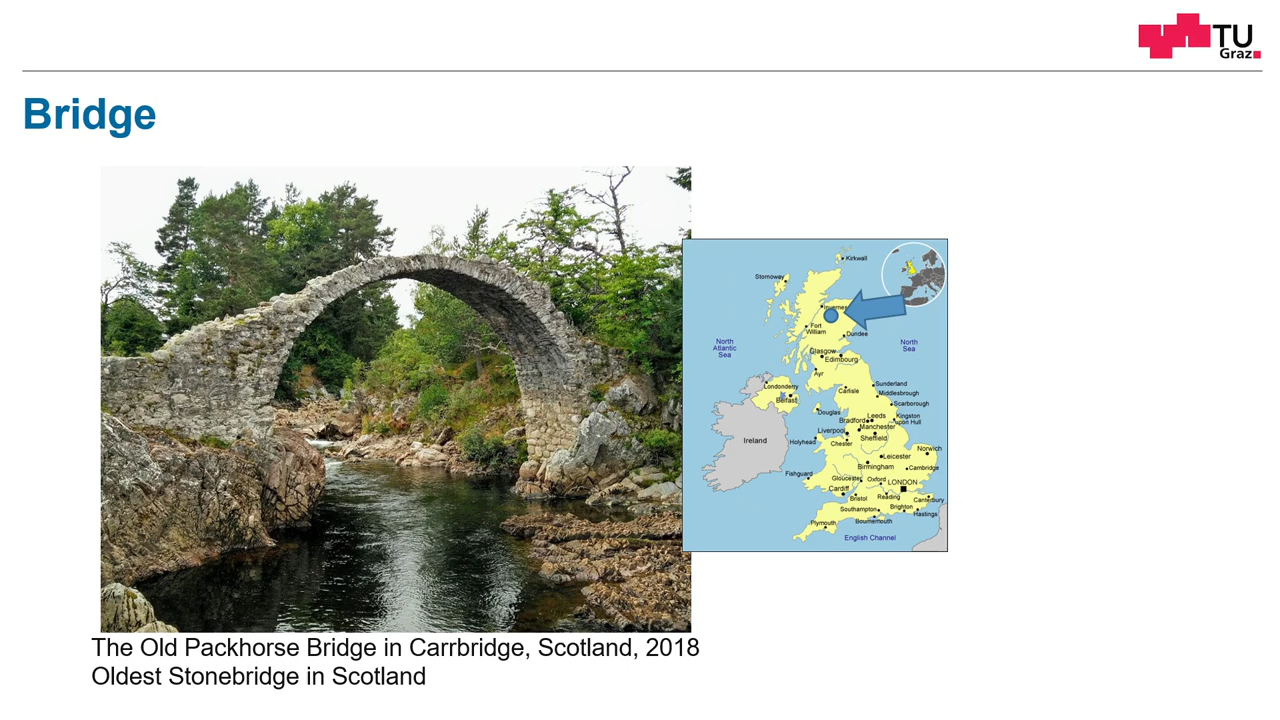 TU
Graz
Bridge
Kirkwall
Stornoway
Inverness
Fort
William
Dundee
North
Atlantic
Sea
North
Sea
Glasgow
Edimbourg
Ayr
Londonderry
Carlisle
Sunderland
Middlesbrough
Belfast
Scarborough
Douglas
Leeds
Kingston
upon Hull
Bradford
Manchester
Liverpool
Ireland
Holyhead
Chester
Sheffield
Norwich
Leicester
Birmingham
Cambridge
Fishguard
Gloucester
Oxford
LONDON
Cardiff
Bristol
Reading
Canterbury
Southampton
Brighton
Hastings
Plymouth
Bournemouth
English Channel
The Old Packhorse Bridge in Carrbridge, Scotland, 2018
Oldest Stonebridge in Scotland